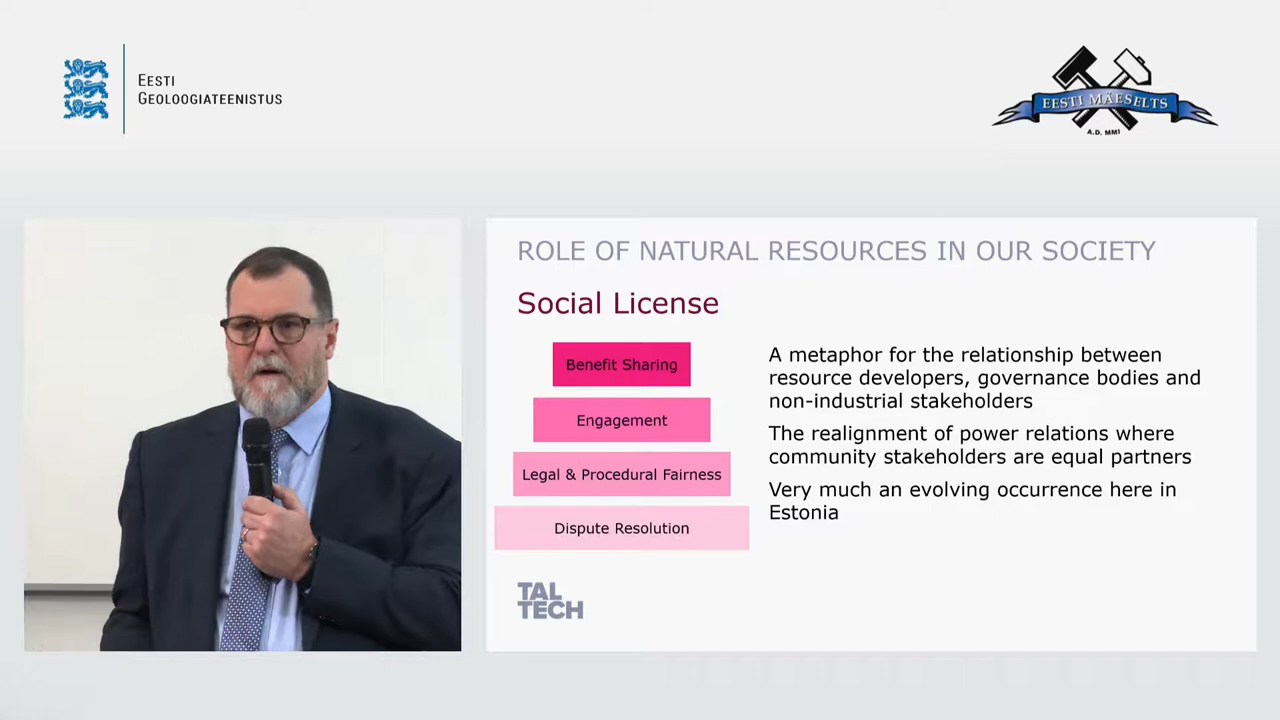 EESTI
GEOLOOGIATEENISTUS
EESTI MÄESELTS
A.D. MMI
ROLE OF NATURAL RESOURCES IN OUR SOCIETY
Social License
Benefit Sharing
Engagement
Legal & Procedural Fairness
Dispute Resolution
A metaphor for the relationship between
resource developers, governance bodies and
non-industrial stakeholders
The realignment of power relations where
community stakeholders are equal partners
Very much an evolving occurrence here in
Estonia
TAL
TECH